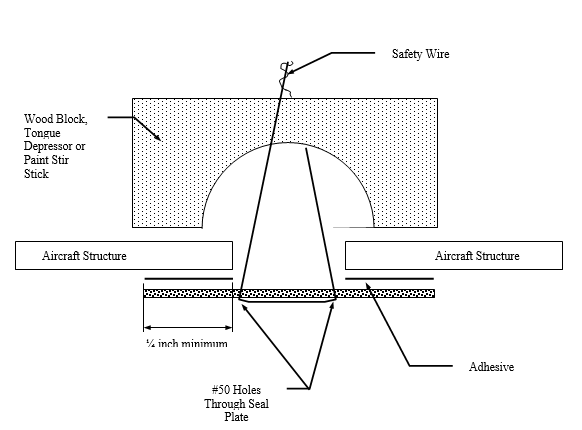 Safety Wire
Wood Block,
Tongue
Depressor or
Paint Stir
Stick
Aircraft Structure
Aircraft Structure
¼ inch minimum
Adhesive
#50 Holes
Through Seal
Plate